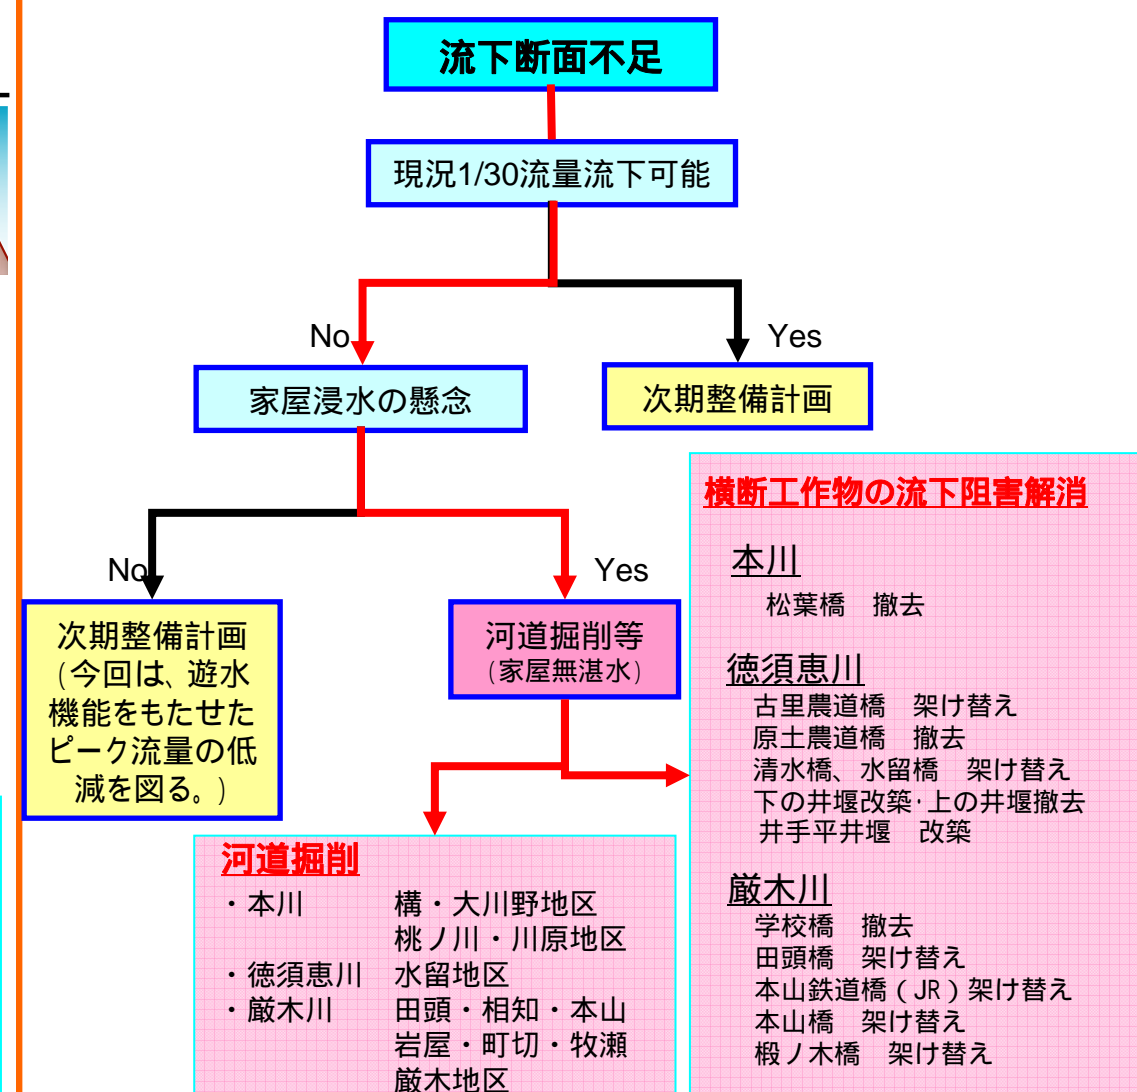 流下断面不足
現況1/30流量流下可能
No
Yes
家屋浸水の懸念
次期整備計画
No
Yes
次期整備計画
(今回は、遊水
機能をもたせた
ピーク流量の低
減を図る。)
河道掘削等
(家屋無湛水)
横断工作物の流下阻害解消
本川
松葉橋 撤去
徳須恵川
古里農道橋 架け替え
原土農道橋 撤去
清水橋、水留橋 架け替え
下の井堰改築・上の井堰撤去
井手平井堰 改築
厳木川
学校橋 撤去
田頭橋 架け替え
本山鉄道橋(JR)架け替え
本山橋 架け替え
椴ノ木橋 架け替え
河道掘削
・本川 構・大川野地区
桃ノ川・川原地区
・徳須恵川 水留地区
・厳木川 田頭・相知・本山
岩屋・町切・牧瀬
厳木地区